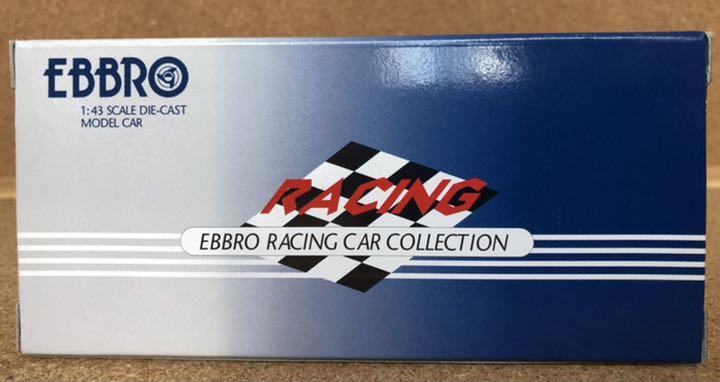 EBBRO
1:43 SCALE DIE-CAST
MODEL CAR
RACING
EBBRO RACING CAR COLLECTION